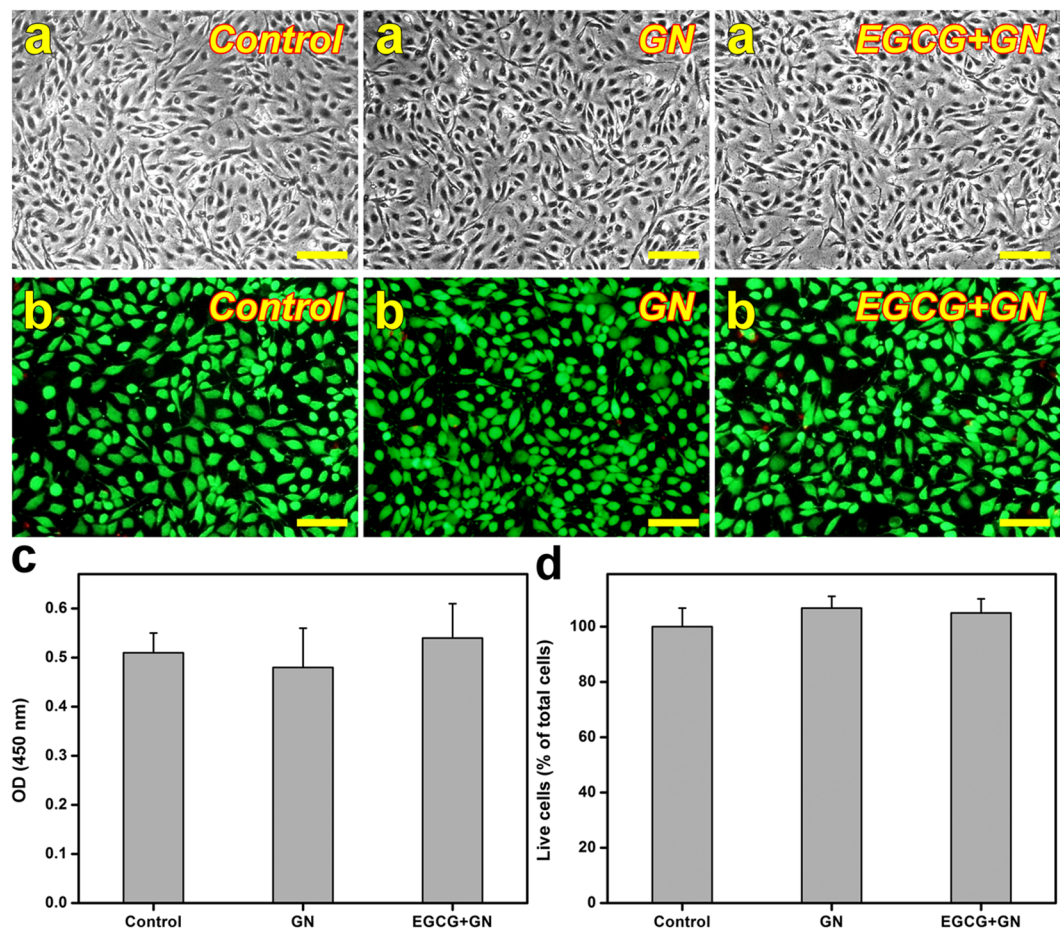 a Control
a GN
a EGCG+GN
b Control
b GN
b EGCG+GN
c
OD (450 nm)
0.6
0.5
0.4
0.3
0.2
0.1
0.0
Control GN EGCG+GN
d
Live cells (% of total cells)
100
80
60
40
20
0
Control GN EGCG+GN